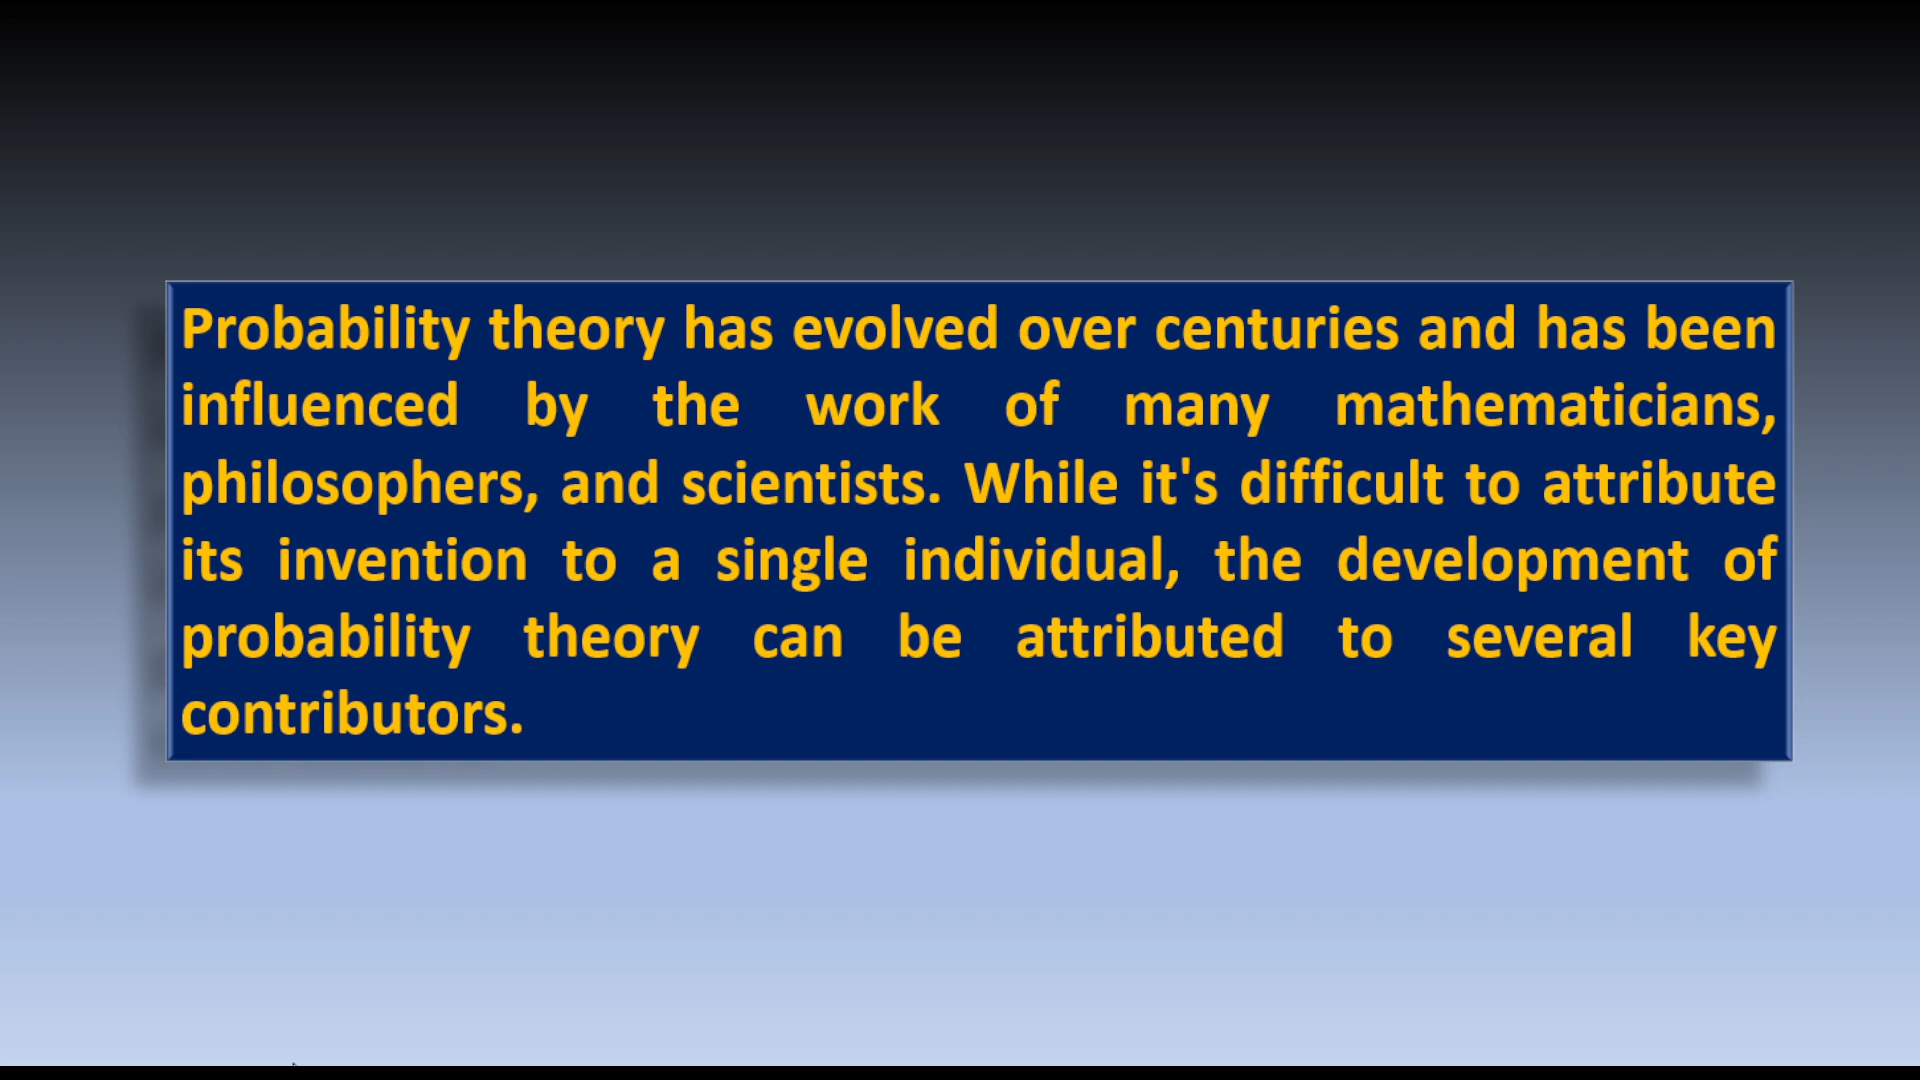 Probability theory has evolved over centuries and has been
influenced by the work of many mathematicians,
philosophers, and scientists. While it's difficult to attribute
its invention to a single individual, the development of
probability theory can be attributed to several key
contributors.